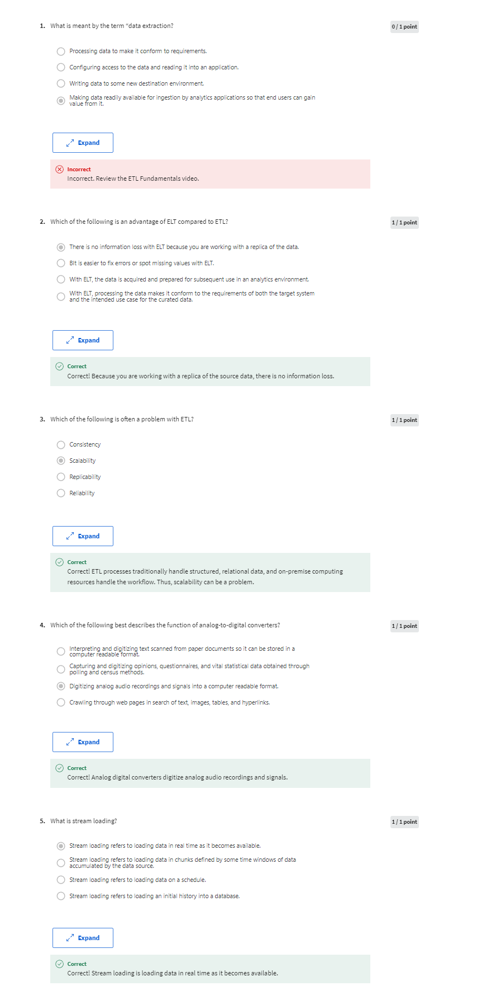 1. What is meant by the term “data extraction?
0 / 1 point
Processing data to make it conform to requirements.
Configuring access to the data and reading it into an application.
Writing data to some new destination environment.
Making data readily available for ingestion by analytics applications so that end users can gain
value from it.
Expand
Incorrect
Incorrect. Review the ETL Fundamentals video.
2. Which of the following is an advantage of ELT compared to ETL?
1 / 1 point
There is no information loss with ELT because you are working with a replica of the data.
BIt is easier to fix errors or spot missing values with ELT.
With ELT, the data is acquired and prepared for subsequent use in an analytics environment.
With ELT, processing the data makes it conform to the requirements of both the target system
and the intended use case for the curated data.
Expand
Correct
Correct! Because you are working with a replica of the source data, there is no information loss.
3. Which of the following is often a problem with ETL?
1 / 1 point
Consistency
Scalability
Replicability
Reliability
Expand
Correct
Correct! ETL processes traditionally handle structured, relational data, and on-premise computing
resources handle the workflow. Thus, scalability can be a problem.
4. Which of the following best describes the function of analog-to-digital converters?
1 / 1 point
Interpreting and digitizing text scanned from paper documents so it can be stored in a
computer readable format.
Capturing and digitizing opinions, questionnaires, and vital statistical data obtained through
polling and census methods.
Digitizing analog audio recordings and signals into a computer readable format.
Crawling through web pages in search of text, images, tables, and hyperlinks.
Expand
Correct
Correct! Analog digital converters digitize analog audio recordings and signals.
5. What is stream loading?
1 / 1 point
Stream loading refers to loading data in real time as it becomes available.
Stream loading refers to loading data in chunks defined by some time windows of data
accumulated by the data source.
Stream loading refers to loading data on a schedule.
Stream loading refers to loading an initial history into a database.
Expand
Correct
Correct! Stream loading is loading data in real time as it becomes available.